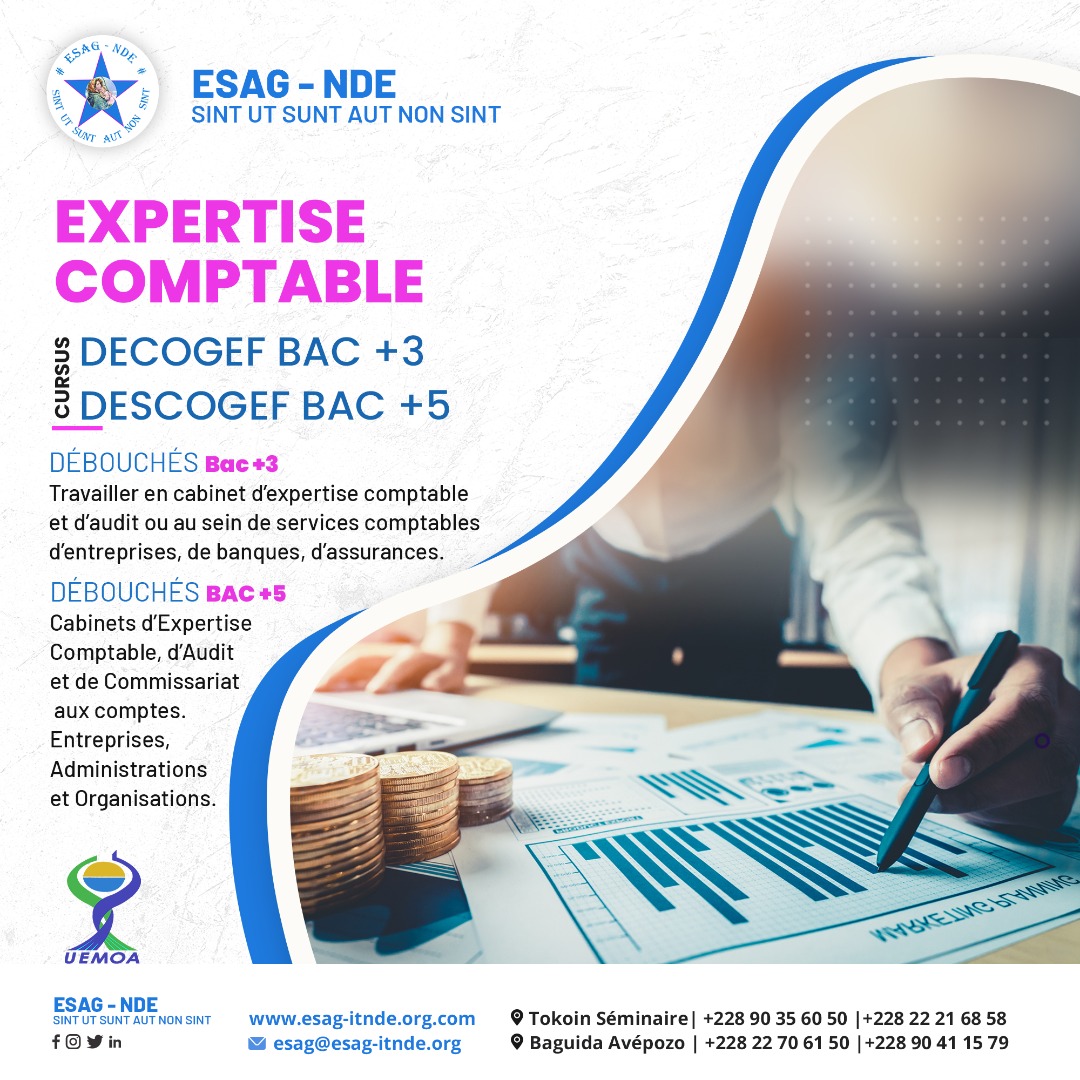 # ESAG - NDE #
SINT UT SUNT AUT NON SINT
ESAG - NDE
SINT UT SUNT AUT NON SINT
EXPERTISE
COMPTABLE
CURSUS
DECOGEF BAC +3
DESCOGEF BAC +5
DÉBOUCHÉS Bac +3
Travailler en cabinet d’expertise comptable
et d’audit ou au sein de services comptables
d’entreprises, de banques, d’assurances.
DÉBOUCHÉS BAC +5
Cabinets d’Expertise
Comptable, d’Audit
et de Commissariat
aux comptes.
Entreprises,
Administrations
et Organisations.
MARKETING PLANNING
UEMOA
ESAG - NDE
SINT UT SUNT AUT NON SINT
www.esag-itnde.org.com
esag@esag-itnde.org
Tokoin Séminaire| +228 90 35 60 50 |+228 22 21 68 58
Baguida Avépozo | +228 22 70 61 50 |+228 90 41 15 79